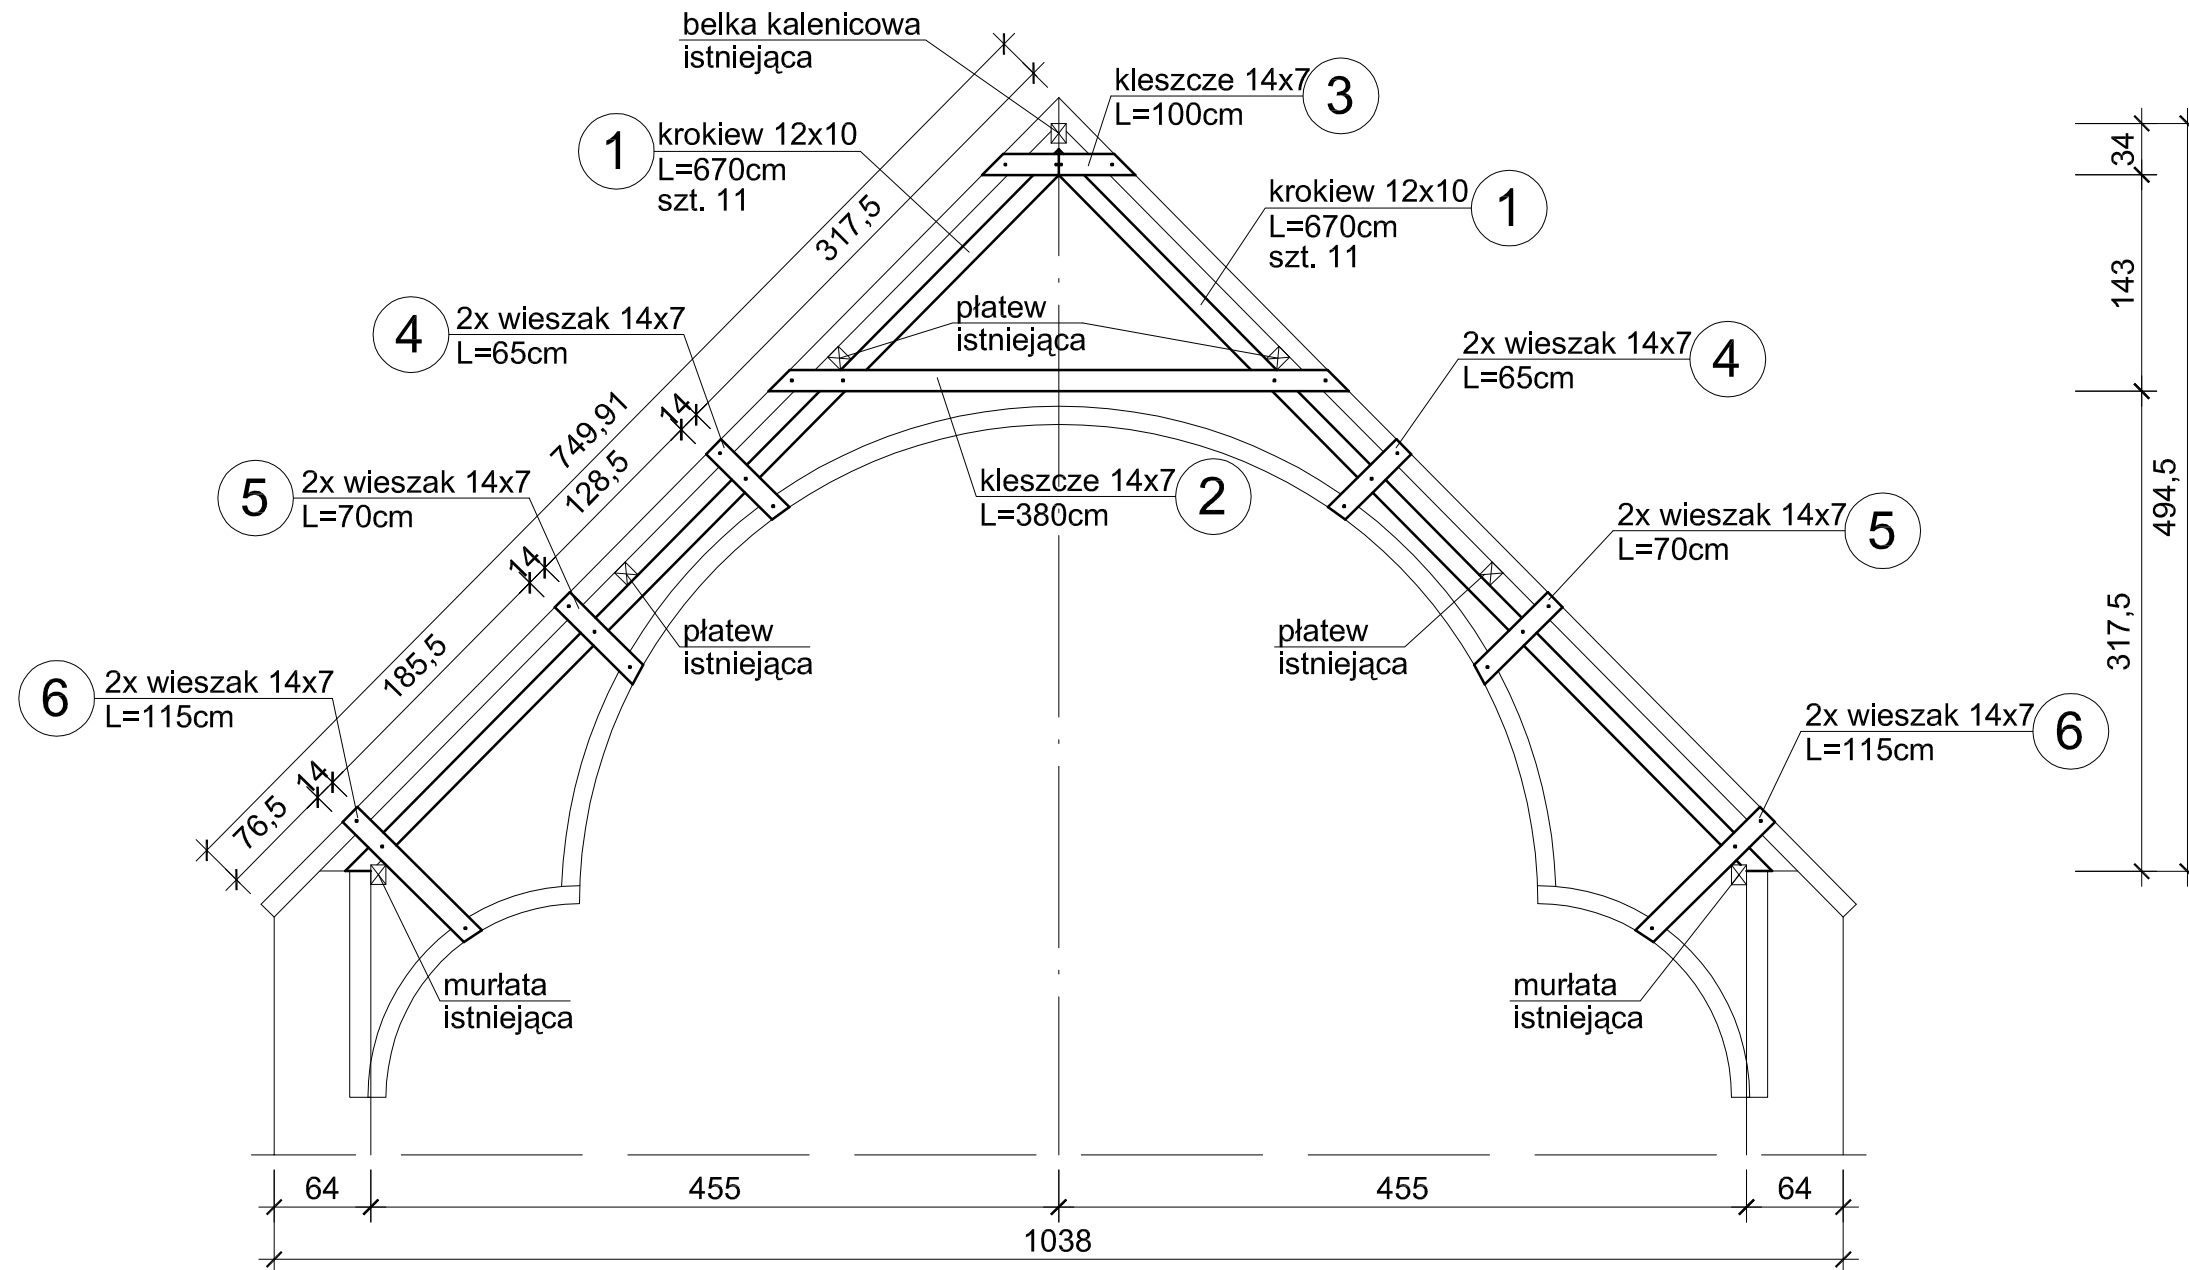 belka kalenicowa
istniejąca
kleszcze 14x7
L=100cm
3
1
krokiew 12x10
L=670cm
szt. 11
krokiew 12x10
L=670cm
szt. 11
1
317,5
34
143
494,5
317,5
4
2x wieszak 14x7
L=65cm
płatew
istniejąca
2x wieszak 14x7
L=65cm
4
749,91
14
128,5
5
2x wieszak 14x7
L=70cm
kleszcze 14x7
L=380cm
2
2x wieszak 14x7
L=70cm
5
14
185,5
płatew
istniejąca
płatew
istniejąca
6
2x wieszak 14x7
L=115cm
2x wieszak 14x7
L=115cm
6
14
76,5
murłata
istniejąca
murłata
istniejąca
64
455
455
64
1038